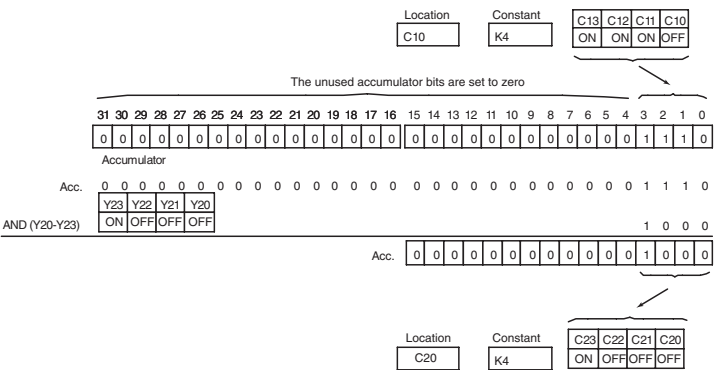 Location Constant C13 C12 C11 C10
C10 K4 ON ON ON OFF
The unused accumulator bits are set to zero
31 30 29 28 27 26 25 24 23 22 21 20 19 18 17 16 15 14 13 12 11 10 9 8 7 6 5 4 3 2 1 0
0 0 0 0 0 0 0 0 0 0 0 0 0 0 0 0 0 0 0 0 0 0 0 0 0 0 0 0 1 1 1 0
Accumulator
Acc. 0 0 0 0 0 0 0 0 0 0 0 0 0 0 0 0 0 0 0 0 0 0 0 0 0 0 0 0 1 1 1 0
Y23 Y22 Y21 Y20
AND (Y20-Y23) ON OFF OFF OFF 1 0 0 0
Acc. 0 0 0 0 0 0 0 0 0 0 0 0 1 0 0 0
Location Constant C23 C22 C21 C20
C20 K4 ON OFF OFF OFF